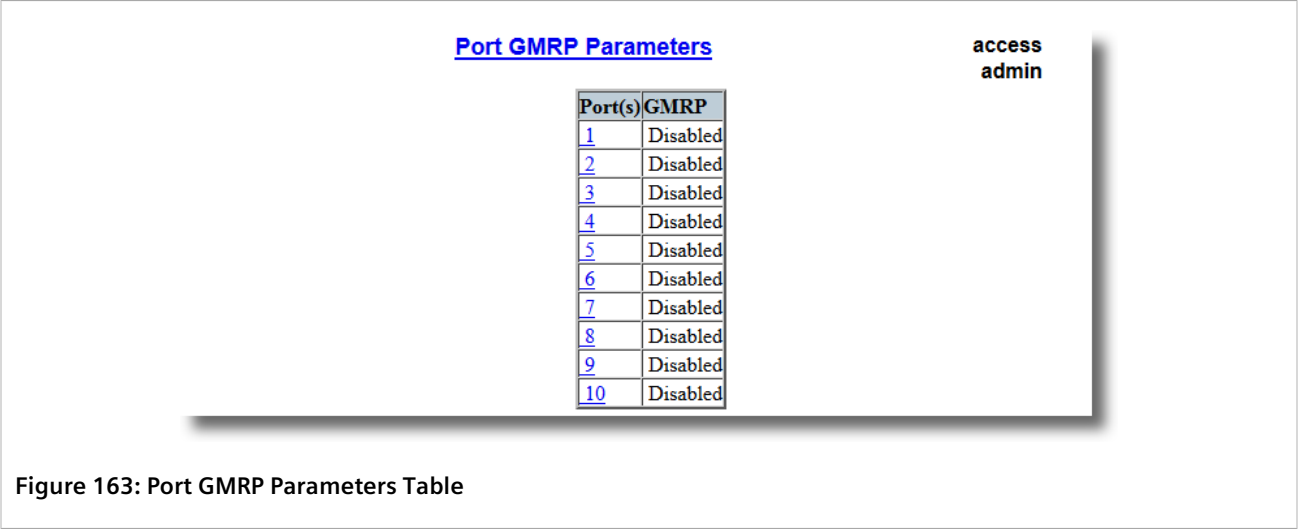 Port GMRP Parameters
access
admin
Port(s) GMRP
1 Disabled
2 Disabled
3 Disabled
4 Disabled
5 Disabled
6 Disabled
7 Disabled
8 Disabled
9 Disabled
10 Disabled
Figure 163: Port GMRP Parameters Table